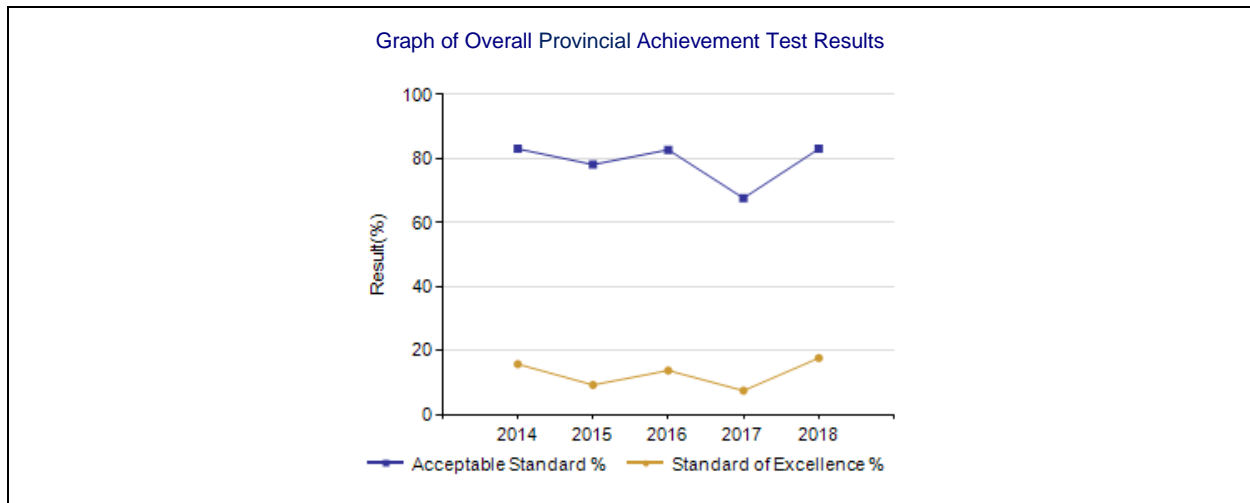 Graph of Overall Provincial Achievement Test Results
100
80
60
40
20
0
Result(%)
2014 2015 2016 2017 2018
Acceptable Standard % Standard of Excellence %